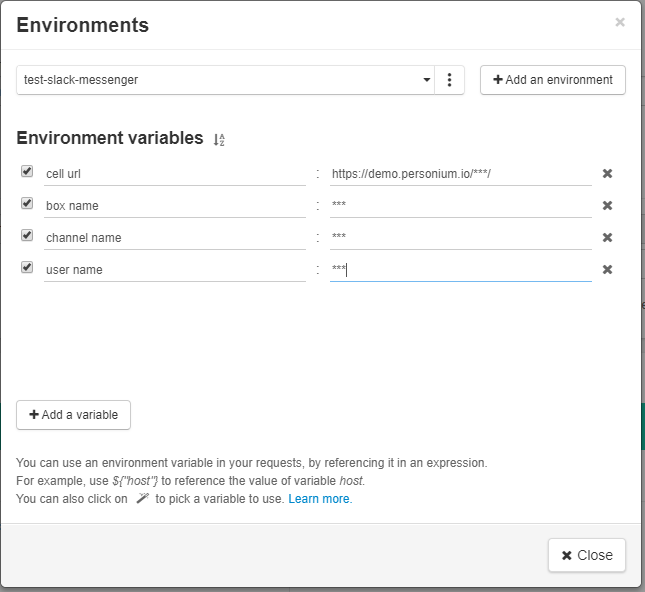 Environments
test-slack-messenger
Add an environment
Environment variables
cell url : https://demo.personium.io/***/
box name : ***
channel name : ***
user name : ***
Add a variable
You can use an environment variable in your requests, by referencing it in an expression.
For example, use ${"host"} to reference the value of variable host.
You can also click on to pick a variable to use. Learn more.
Close